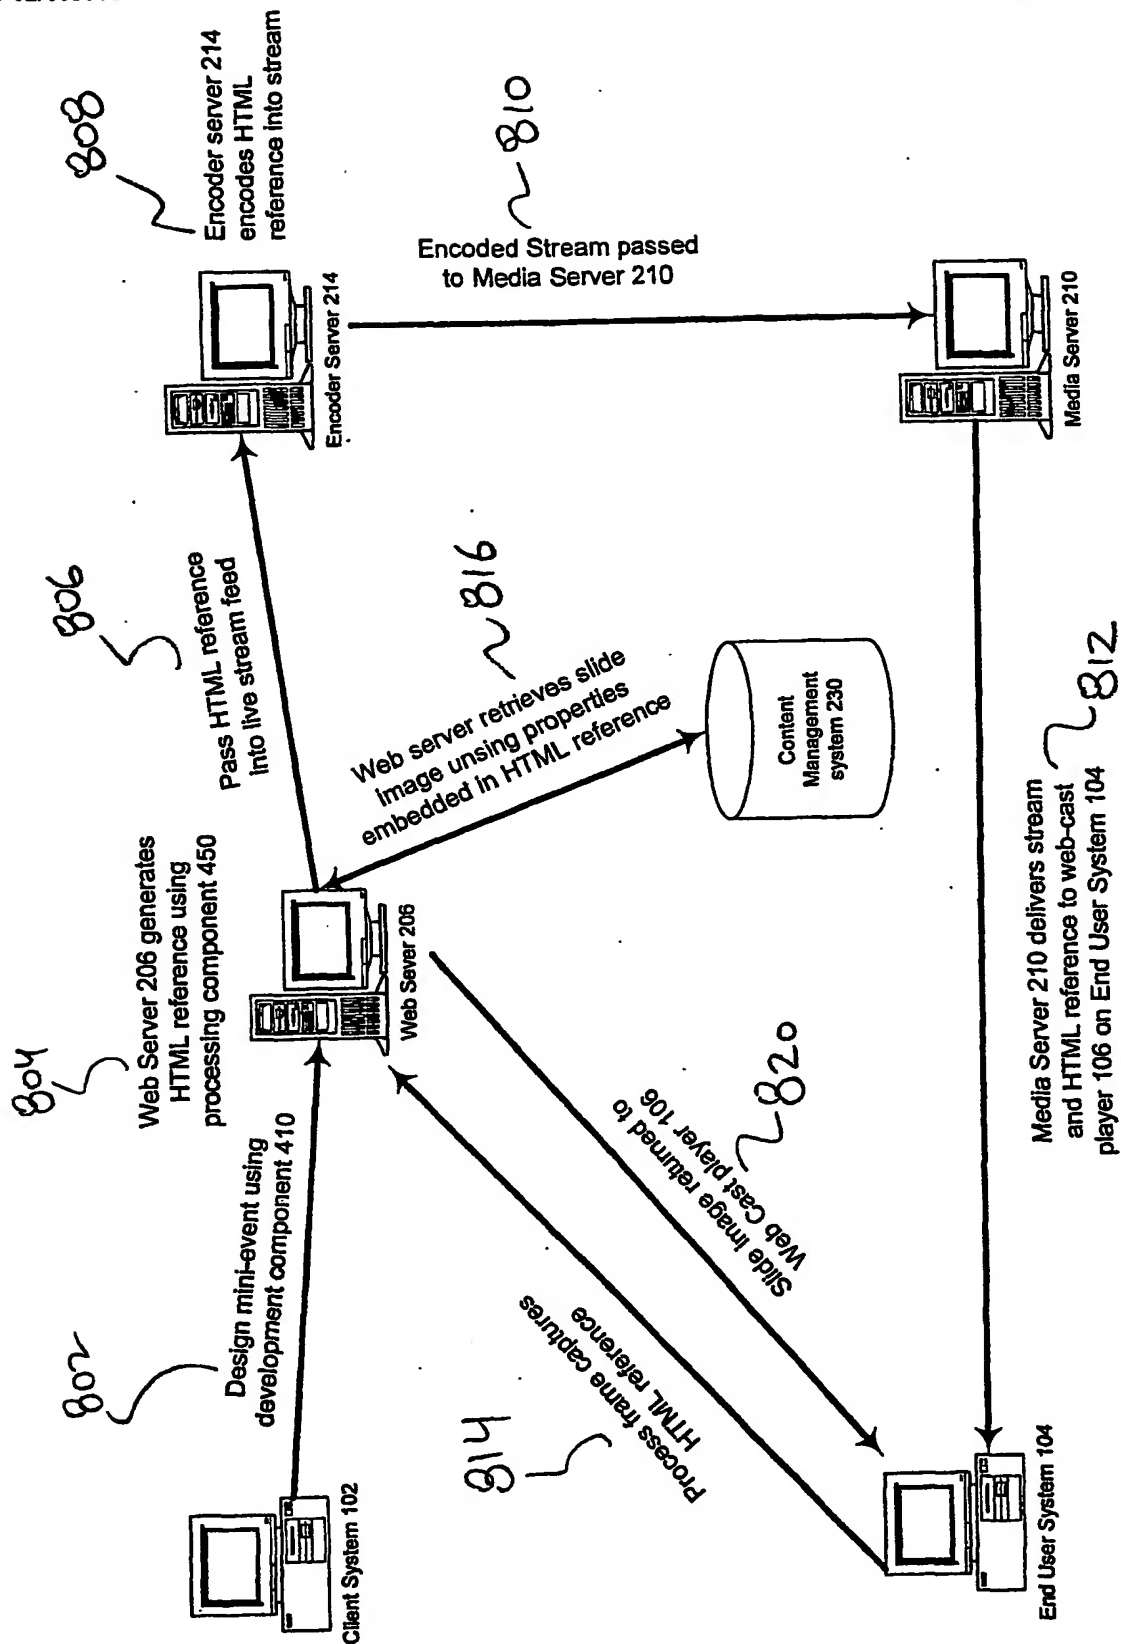 802
Design mini-event using
development component 410
Client System 102
804
Web Server 206 generates
HTML reference using
processing component 450
Web Sever 206
806
Pass HTML reference
into live stream feed
808
Encoder server 214
encodes HTML
reference into stream
Encoder Server 214
810
Encoded Stream passed
to Media Server 210
Media Server 210
816
Web server retrieves slide
image unsing properties
embedded in HTML reference
Content
Management
system 230
814
Process frame captures
HTML reference
820
Slide Image returned to
Web Cast player 106
End User System 104
812
Media Server 210 delivers stream
and HTML reference to web-cast
player 106 on End User System 104